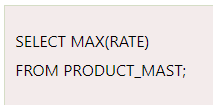 SELECT MAX(RATE)
FROM PRODUCT_MAST;